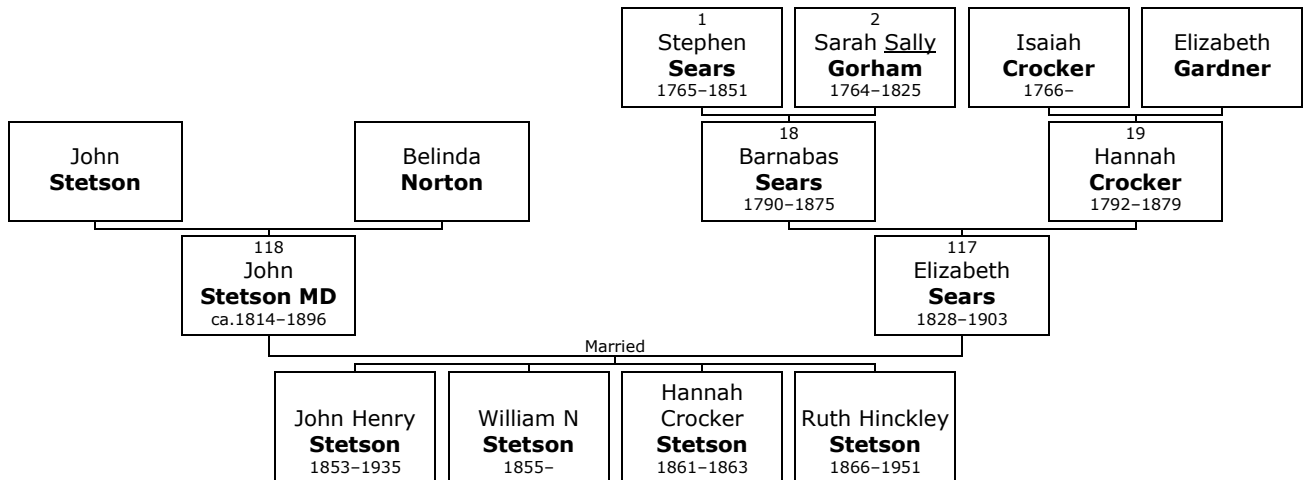 1
Stephen
Sears
1765–1851
2
Sarah Sally
Gorham
1764–1825
Isaiah
Crocker
1766–
Elizabeth
Gardner
John
Stetson
Belinda
Norton
18
Barnabas
Sears
1790–1875
19
Hannah
Crocker
1792–1879
118
John
Stetson MD
ca.1814–1896
117
Elizabeth
Sears
1828–1903
Married
John Henry
Stetson
1853–1935
William N
Stetson
1855–
Hannah
Crocker
Stetson
1861–1863
Ruth Hinckley
Stetson
1866–1951